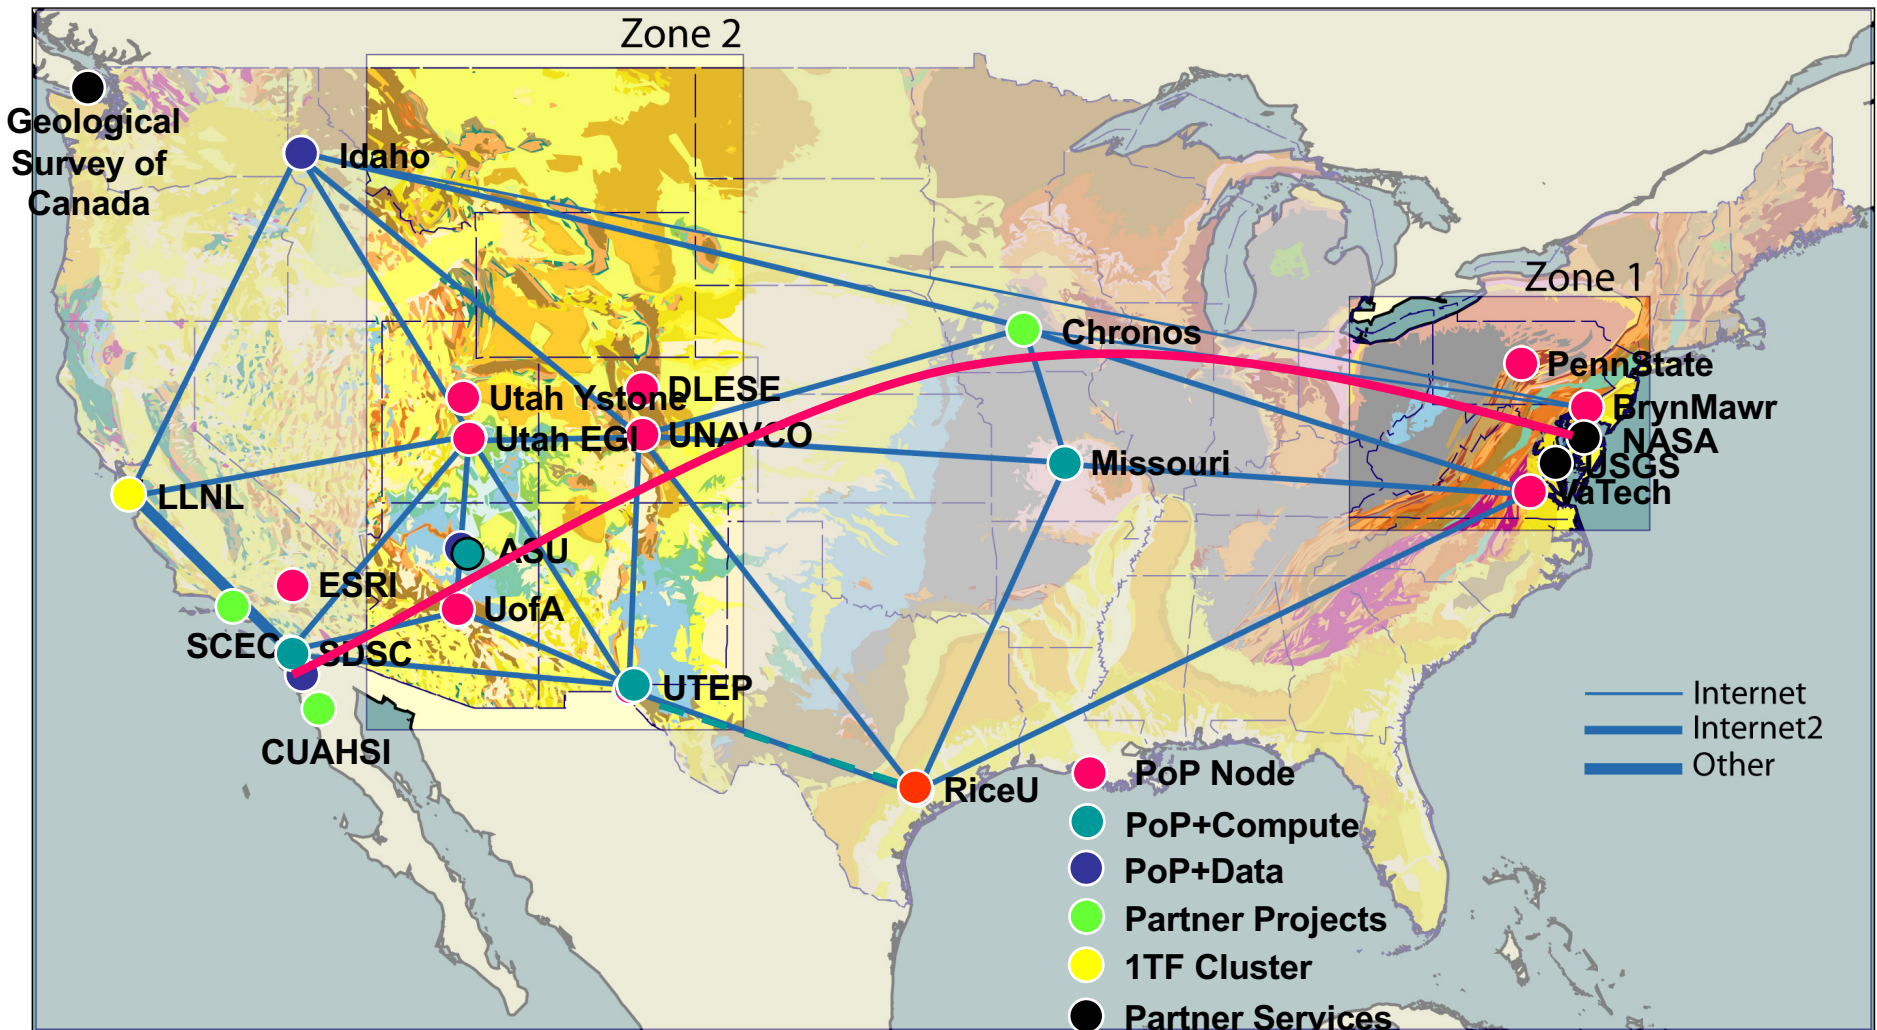 Zone 2
Geological
Survey of
Canada
Idaho
Zone 1
Chronos
PennState
Utah Ystone
DLESE
BrynMawr
Utah EGI
UNAVCO
NASA
Missouri
USGS
LLNL
VaTech
ASU
ESRI
UofA
SCEC
SDSC
UTEP
CUAHSI
RiceU
Internet
Internet2
Other
PoP Node
PoP+Compute
PoP+Data
Partner Projects
1TF Cluster
Partner Services